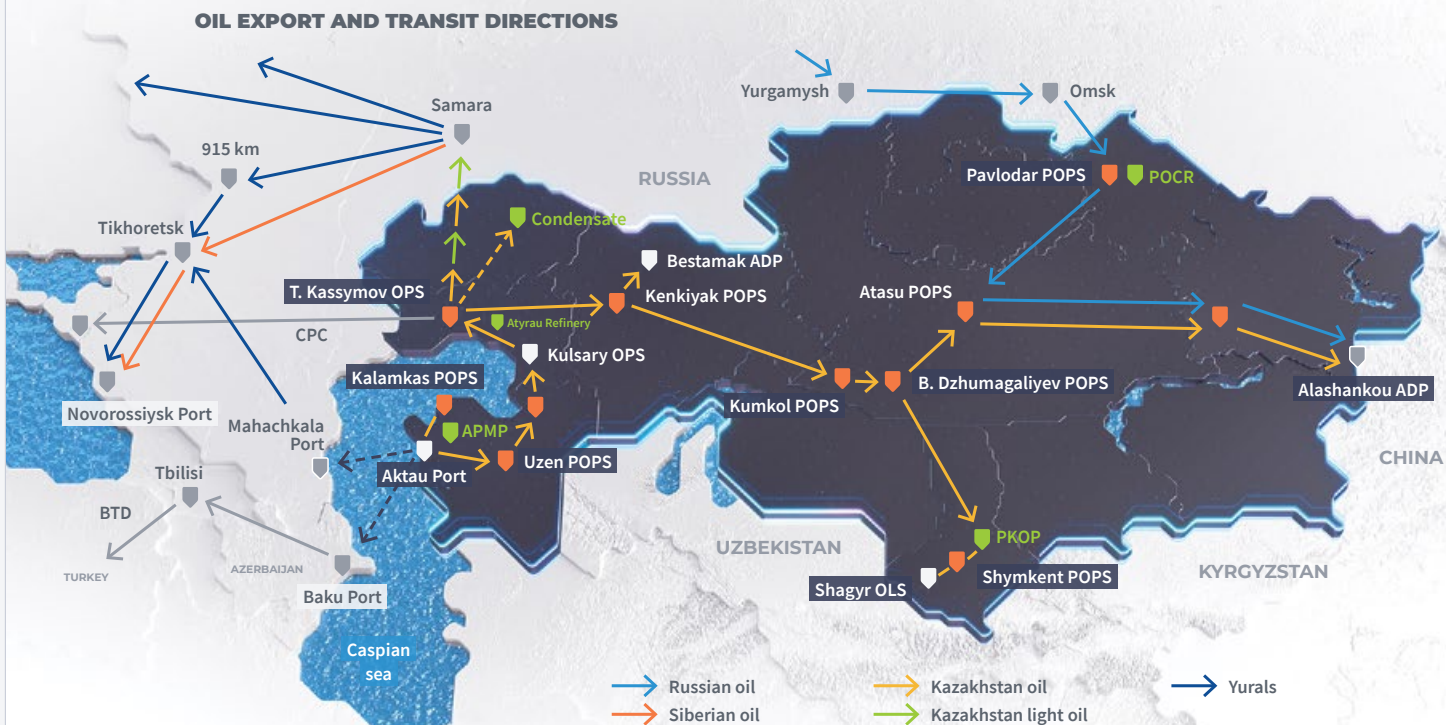 OIL EXPORT AND TRANSIT DIRECTIONS
Samara
Yurgamysh
Omsk
915 km
RUSSIA
Pavlodar POPS
POCR
Tikhoretsk
Condensate
Bestamak ADP
T. Kassymov OPS
Kenkiyak POPS
Atasu POPS
CPC
Atyrau Refinery
Kulsary OPS
Kalamkas POPS
B. Dzhumagaliyev POPS
Alashankou ADP
Kumkol POPS
Novorossiysk Port
Mahachkala
Port
APMP
Uzen POPS
Aktau Port
CHINA
Tbilisi
BTD
PKOP
UZBEKISTAN
TURKEY
AZERBAIJAN
Shymkent POPS
KYRGYZSTAN
Shagyr OLS
Baku Port
Caspian
sea
Russian oil
Kazakhstan oil
Yurals
Siberian oil
Kazakhstan light oil